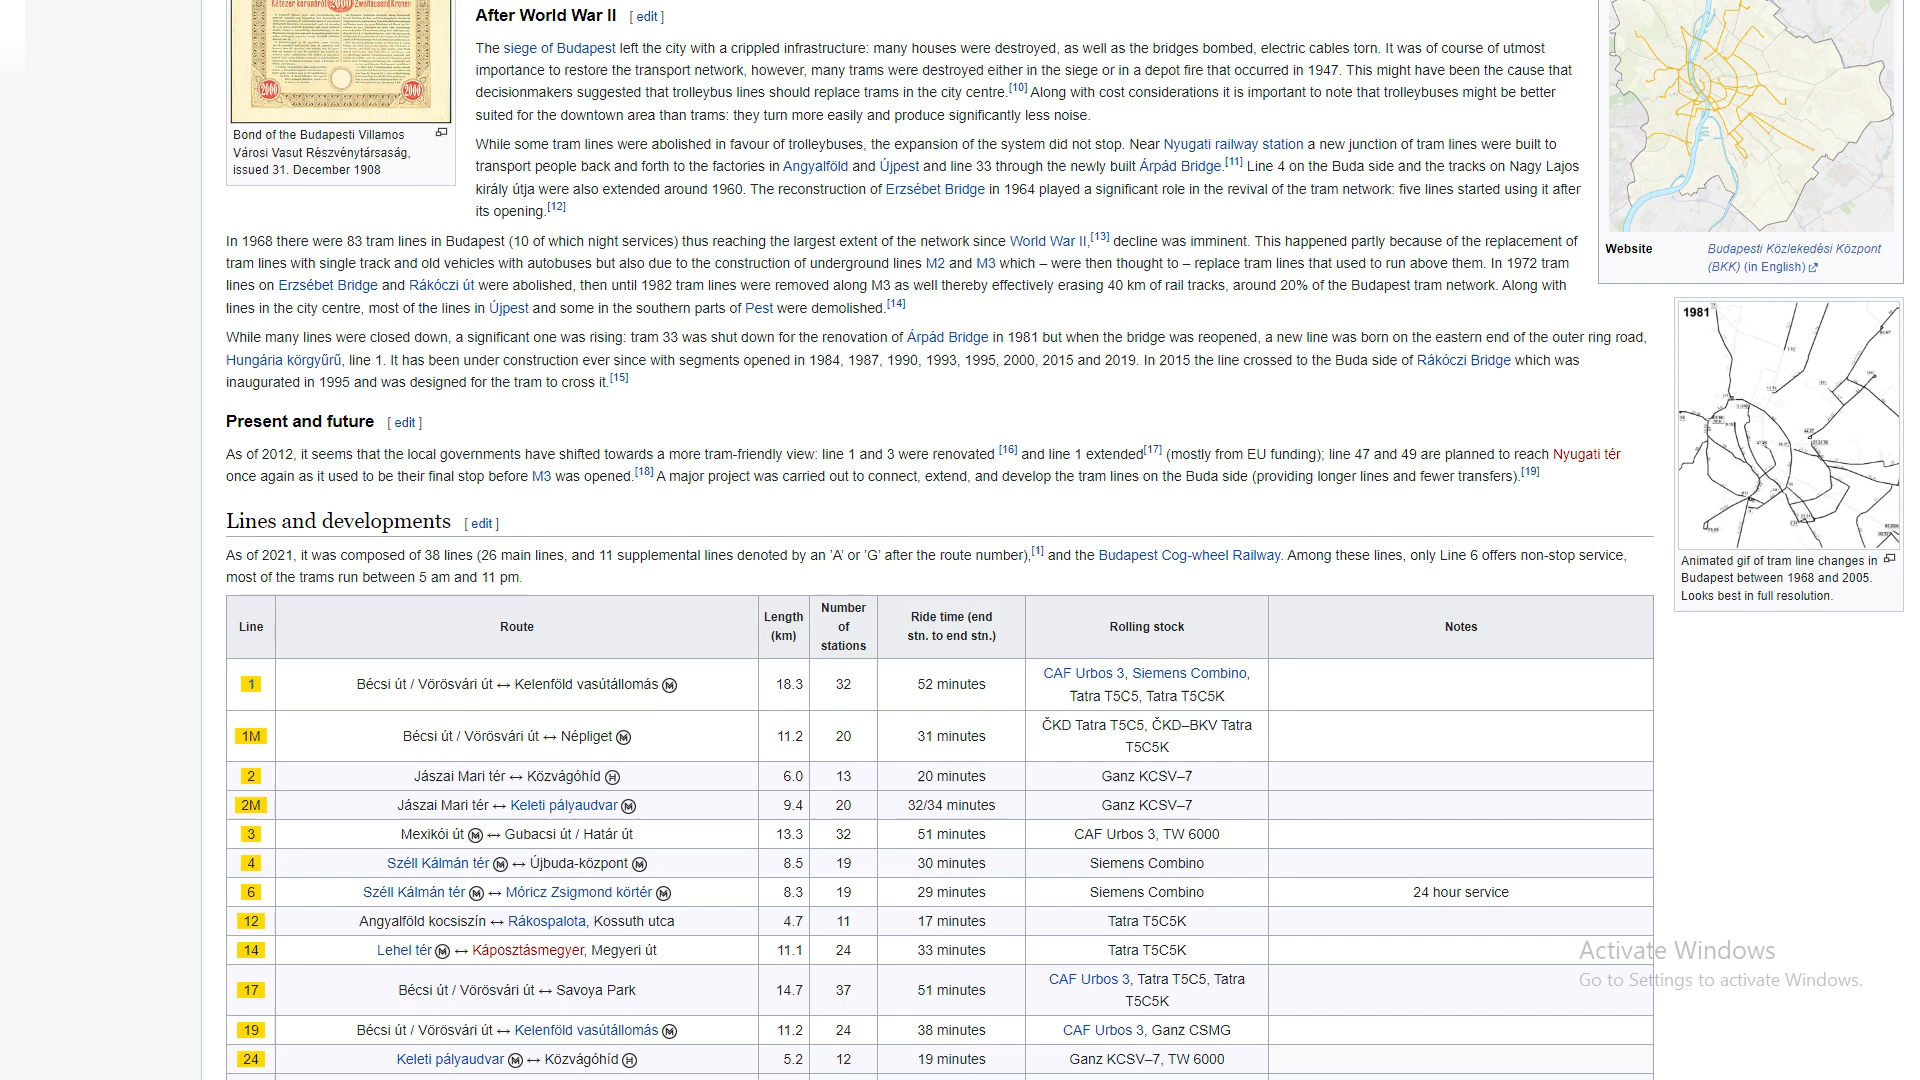 Kétezer koronáról 2000 Zweitausend Kronen
2000 2000
Bond of the Budapesti Villamos
Városi Vasut Részvénytársaság,
issued 31. December 1908
After World War II [ edit ]
The siege of Budapest left the city with a crippled infrastructure: many houses were destroyed, as well as the bridges bombed, electric cables torn. It was of course of utmost
importance to restore the transport network, however, many trams were destroyed either in the siege or in a depot fire that occurred in 1947. This might have been the cause that
decisionmakers suggested that trolleybus lines should replace trams in the city centre.[10] Along with cost considerations it is important to note that trolleybuses might be better
suited for the downtown area than trams: they turn more easily and produce significantly less noise.
While some tram lines were abolished in favour of trolleybuses, the expansion of the system did not stop. Near Nyugati railway station a new junction of tram lines were built to
transport people back and forth to the factories in Angyalföld and Újpest and line 33 through the newly built Árpád Bridge.[11] Line 4 on the Buda side and the tracks on Nagy Lajos
király útja were also extended around 1960. The reconstruction of Erzsébet Bridge in 1964 played a significant role in the revival of the tram network: five lines started using it after
its opening.[12]
In 1968 there were 83 tram lines in Budapest (10 of which night services) thus reaching the largest extent of the network since World War II,[13] decline was imminent. This happened partly because of the replacement of
tram lines with single track and old vehicles with autobuses but also due to the construction of underground lines M2 and M3 which – were then thought to – replace tram lines that used to run above them. In 1972 tram
lines on Erzsébet Bridge and Rákóczi út were abolished, then until 1982 tram lines were removed along M3 as well thereby effectively erasing 40 km of rail tracks, around 20% of the Budapest tram network. Along with
lines in the city centre, most of the lines in Újpest and some in the southern parts of Pest were demolished.[14]
While many lines were closed down, a significant one was rising: tram 33 was shut down for the renovation of Árpád Bridge in 1981 but when the bridge was reopened, a new line was born on the eastern end of the outer ring road,
Hungária körgyűrű, line 1. It has been under construction ever since with segments opened in 1984, 1987, 1990, 1993, 1995, 2000, 2015 and 2019. In 2015 the line crossed to the Buda side of Rákóczi Bridge which was
inaugurated in 1995 and was designed for the tram to cross it.[15]
Website Budapesti Közlekedési Központ
(BKK) (in English)
1981
Animated gif of tram line changes in
Budapest between 1968 and 2005.
Looks best in full resolution.
Present and future [ edit ]
As of 2012, it seems that the local governments have shifted towards a more tram-friendly view: line 1 and 3 were renovated [16] and line 1 extended[17] (mostly from EU funding); line 47 and 49 are planned to reach Nyugati tér
once again as it used to be their final stop before M3 was opened.[18] A major project was carried out to connect, extend, and develop the tram lines on the Buda side (providing longer lines and fewer transfers).[19]
Lines and developments [ edit ]
As of 2021, it was composed of 38 lines (26 main lines, and 11 supplemental lines denoted by an 'A' or 'G' after the route number),[1] and the Budapest Cog-wheel Railway. Among these lines, only Line 6 offers non-stop service,
most of the trams run between 5 am and 11 pm.
Line Route Length (km) Number of stations Ride time (end stn. to end stn.) Rolling stock Notes
1 Bécsi út / Vörösvári út ↔ Kelenföld vasútállomás M 18.3 32 52 minutes CAF Urbos 3, Siemens Combino, Tatra T5C5, Tatra T5C5K
1M Bécsi út / Vörösvári út ↔ Népliget M 11.2 20 31 minutes ČKD Tatra T5C5, ČKD–BKV Tatra T5C5K
2 Jászai Mari tér ↔ Közvágóhíd H 6.0 13 20 minutes Ganz KCSV–7
2M Jászai Mari tér ↔ Keleti pályaudvar M 9.4 20 32/34 minutes Ganz KCSV–7
3 Mexikói út M ↔ Gubacsi út / Határ út 13.3 32 51 minutes CAF Urbos 3, TW 6000
4 Széll Kálmán tér M ↔ Újbuda-központ M 8.5 19 30 minutes Siemens Combino
6 Széll Kálmán tér M ↔ Móricz Zsigmond körtér M 8.3 19 29 minutes Siemens Combino 24 hour service
12 Angyalföld kocsiszín ↔ Rákospalota, Kossuth utca 4.7 11 17 minutes Tatra T5C5K
14 Lehel tér M ↔ Káposztásmegyer, Megyeri út 11.1 24 33 minutes Tatra T5C5K
17 Bécsi út / Vörösvári út ↔ Savoya Park 14.7 37 51 minutes CAF Urbos 3, Tatra T5C5, Tatra T5C5K
19 Bécsi út / Vörösvári út ↔ Kelenföld vasútállomás M 11.2 24 38 minutes CAF Urbos 3, Ganz CSMG
24 Keleti pályaudvar M ↔ Közvágóhíd H 5.2 12 19 minutes Ganz KCSV–7, TW 6000
Activate Windows
Go to Settings to activate Windows.